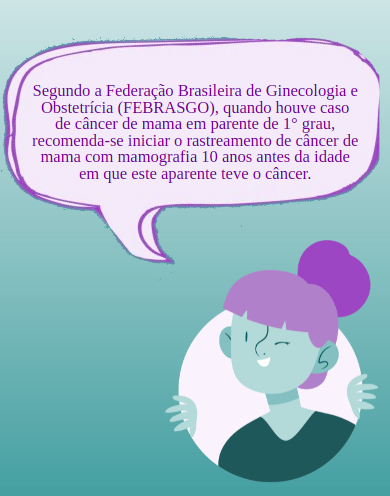 Segundo a Federação Brasileira de Ginecologia e
Obstetrícia (FEBRASGO), quando houve caso
de câncer de mama em parente de 1° grau,
recomenda-se iniciar o rastreamento de câncer de
mama com mamografia 10 anos antes da idade
em que este aparente teve o câncer.